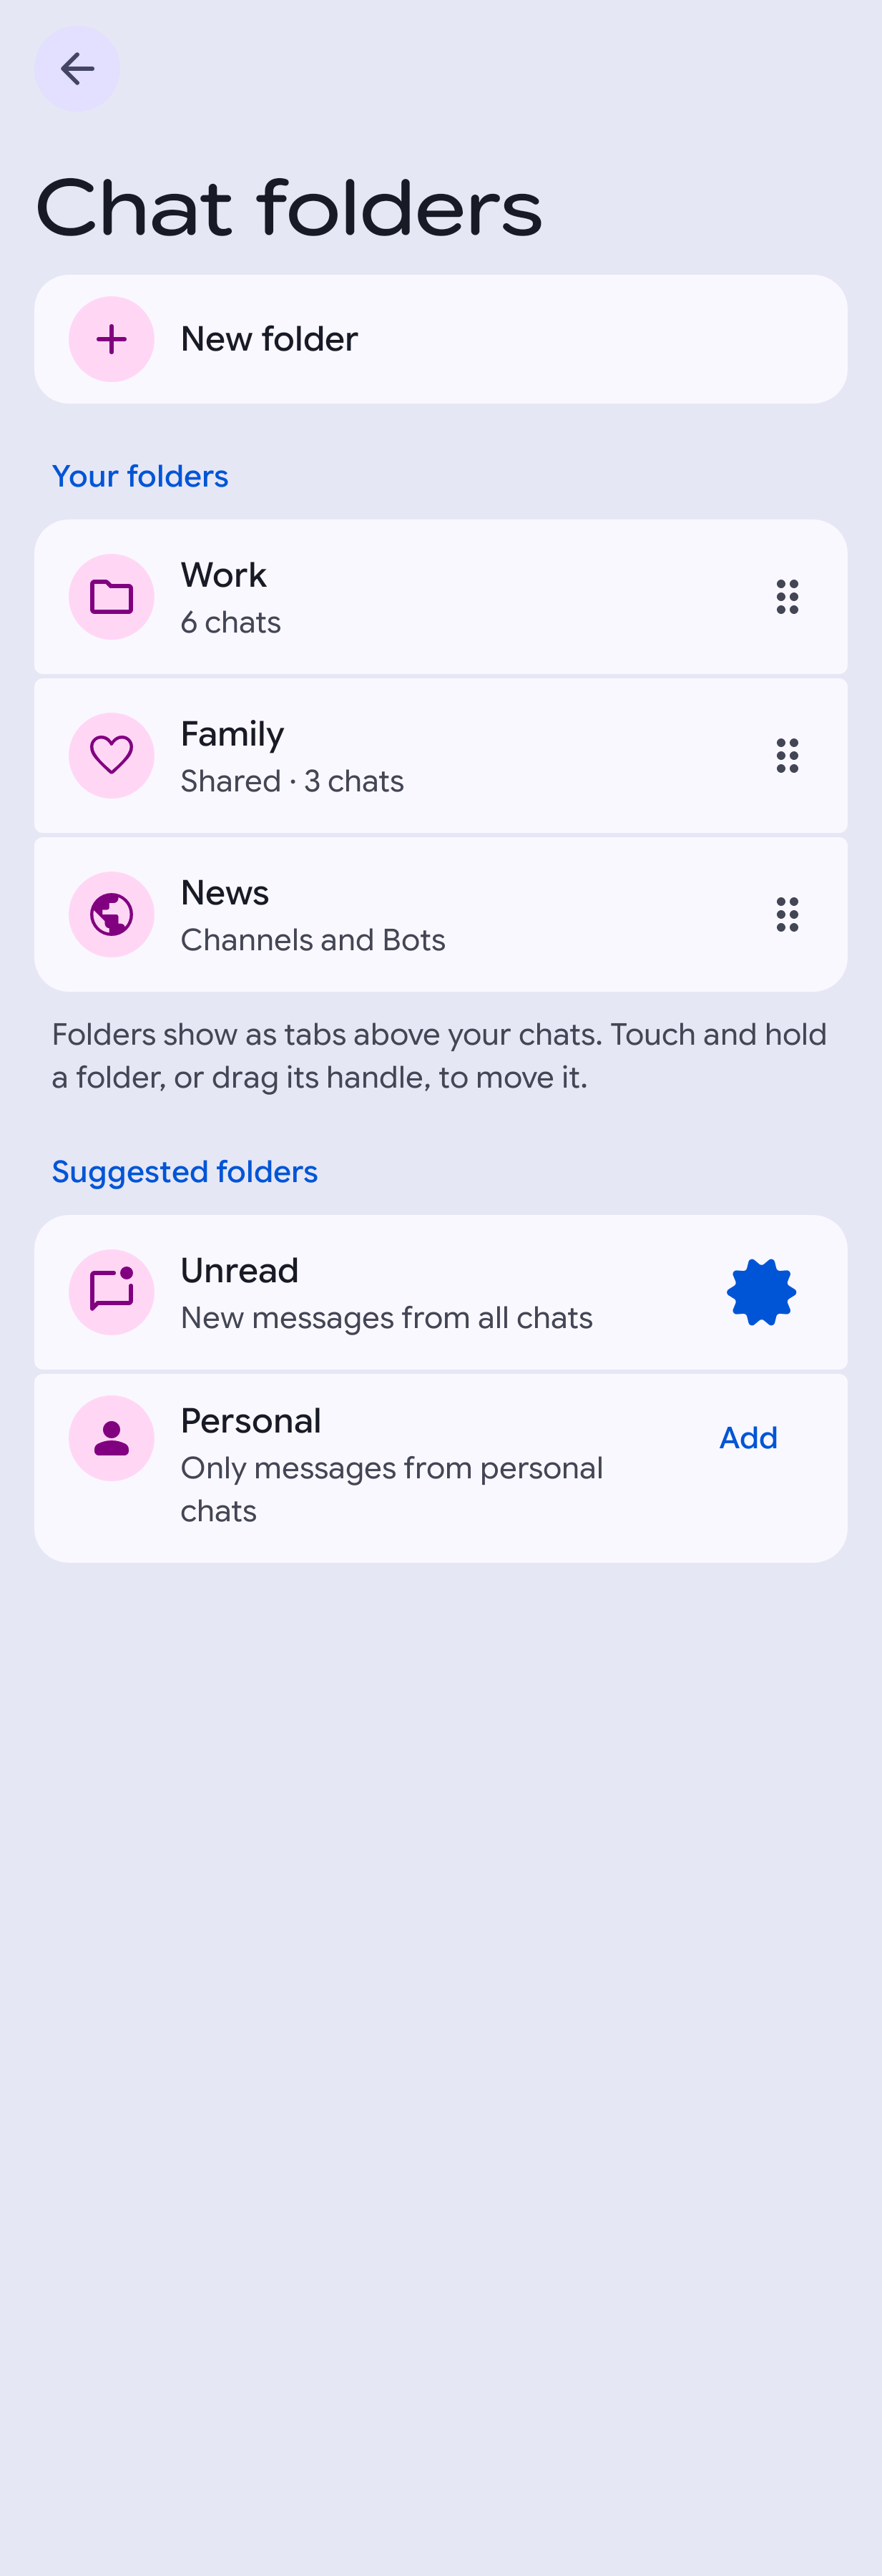 Chat folders
New folder
Your folders
Work
6 chats
Family
Shared · 3 chats
News
Channels and Bots
Folders show as tabs above your chats. Touch and hold
a folder, or drag its handle, to move it.
Suggested folders
Unread
New messages from all chats
Personal
Add
Only messages from personal
chats